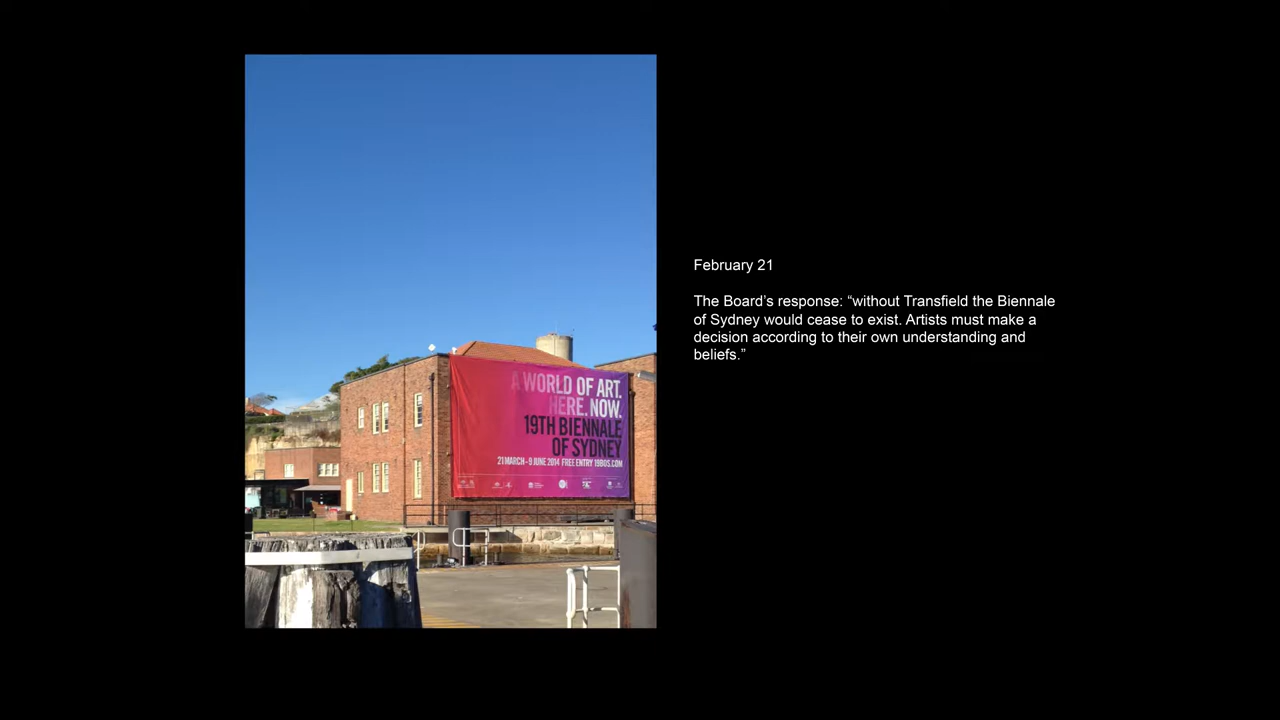 A WORLD OF ART.
HERE. NOW.
19TH BIENNALE
OF SYDNEY
21 MARCH - 9 JUNE 2014 FREE ENTRY 19BOS.COM
February 21
The Board’s response: “without Transfield the Biennale
of Sydney would cease to exist. Artists must make a
decision according to their own understanding and
beliefs.”